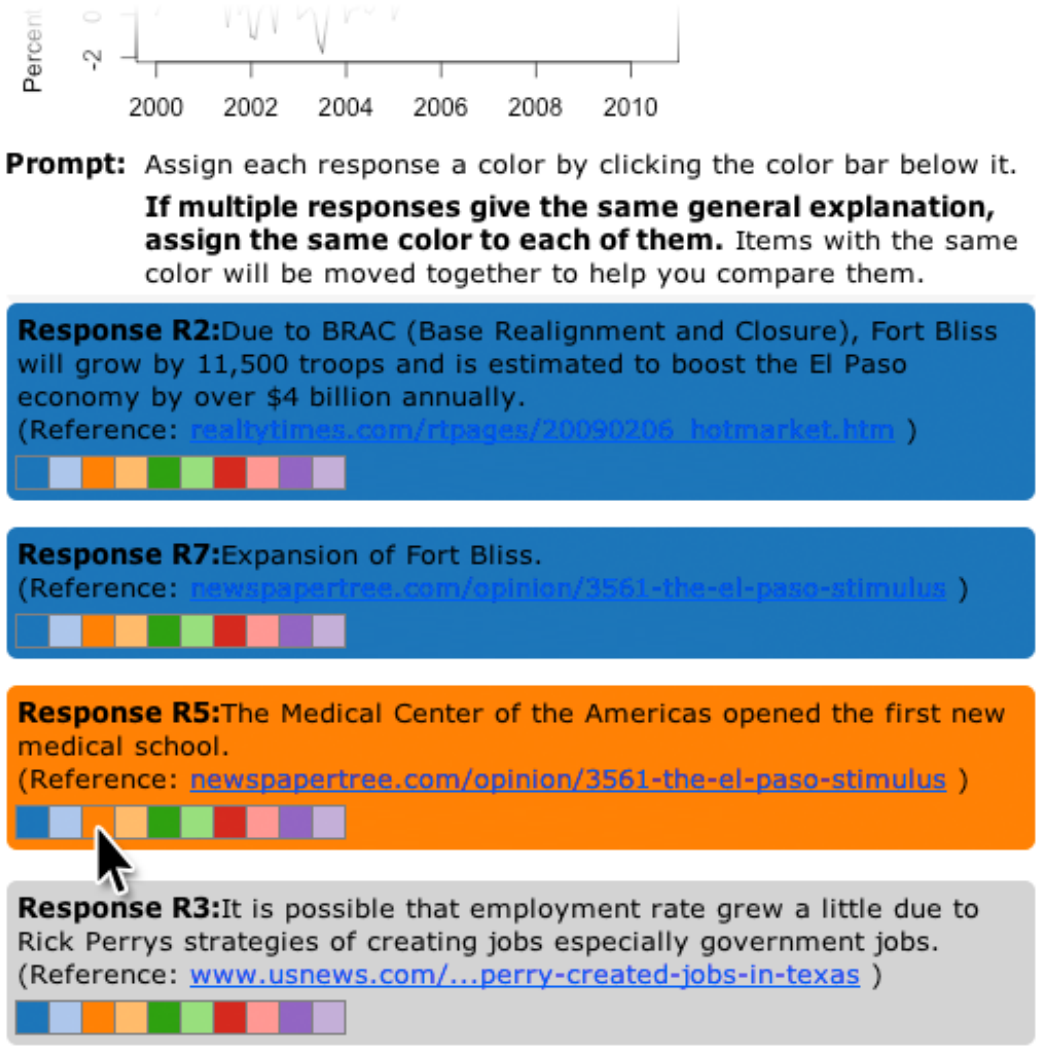 Percent
0
-2
2000 2002 2004 2006 2008 2010
Prompt: Assign each response a color by clicking the color bar below it.
If multiple responses give the same general explanation,
assign the same color to each of them. Items with the same
color will be moved together to help you compare them.
Response R2:Due to BRAC (Base Realignment and Closure), Fort Bliss
will grow by 11,500 troops and is estimated to boost the El Paso
economy by over $4 billion annually.
(Reference: realtytimes.com/rtpages/20090206_hotmarket.htm )
Response R7:Expansion of Fort Bliss.
(Reference: newspapertree.com/opinion/3561-the-el-paso-stimulus )
Response R5:The Medical Center of the Americas opened the first new
medical school.
(Reference: newspapertree.com/opinion/3561-the-el-paso-stimulus )
Response R3:It is possible that employment rate grew a little due to
Rick Perrys strategies of creating jobs especially government jobs.
(Reference: www.usnews.com/...perry-created-jobs-in-texas )